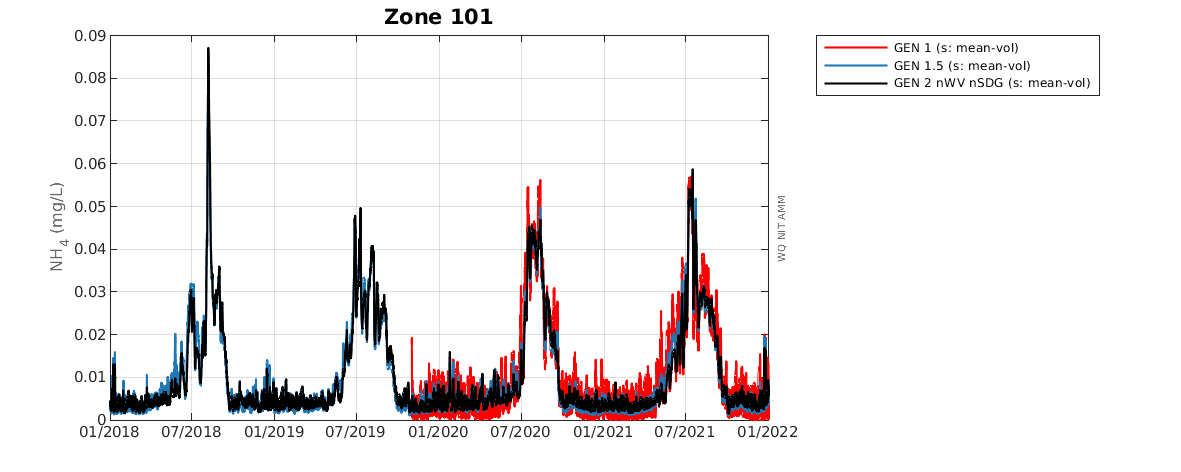 Zone 101
0.09
0.08
0.07
0.06
0.05
0.04
0.03
0.02
0.01
0
NH4 (mg/L)
01/2018 07/2018 01/2019 07/2019 01/2020 07/2020 01/2021 07/2021 01/2022
WQ NIT AMM
GEN 1 (s: mean-vol)
GEN 1.5 (s: mean-vol)
GEN 2 nWV nSDG (s: mean-vol)